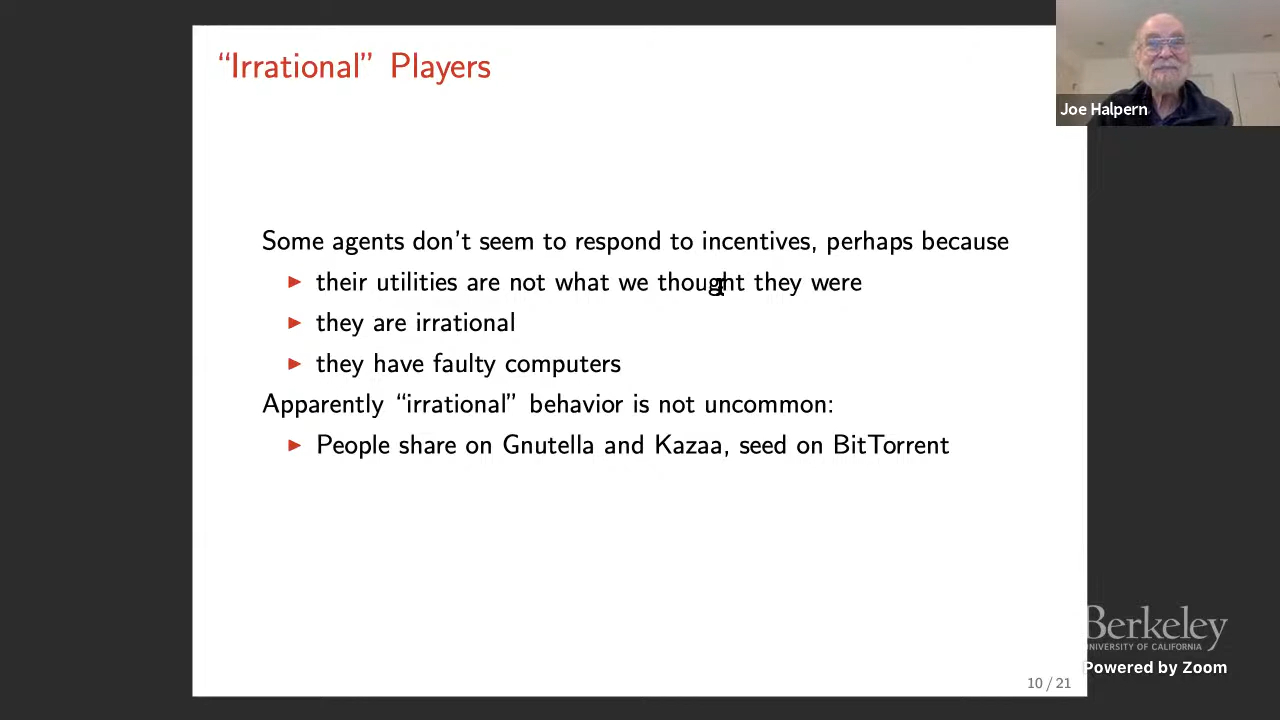 “Irrational” Players
Joe Halpern
Some agents don’t seem to respond to incentives, perhaps because
▶ their utilities are not what we thought they were
▶ they are irrational
▶ they have faulty computers
Apparently “irrational” behavior is not uncommon:
▶ People share on Gnutella and Kazaa, seed on BitTorrent
Berkeley
UNIVERSITY OF CALIFORNIA
Powered by Zoom
10 / 21